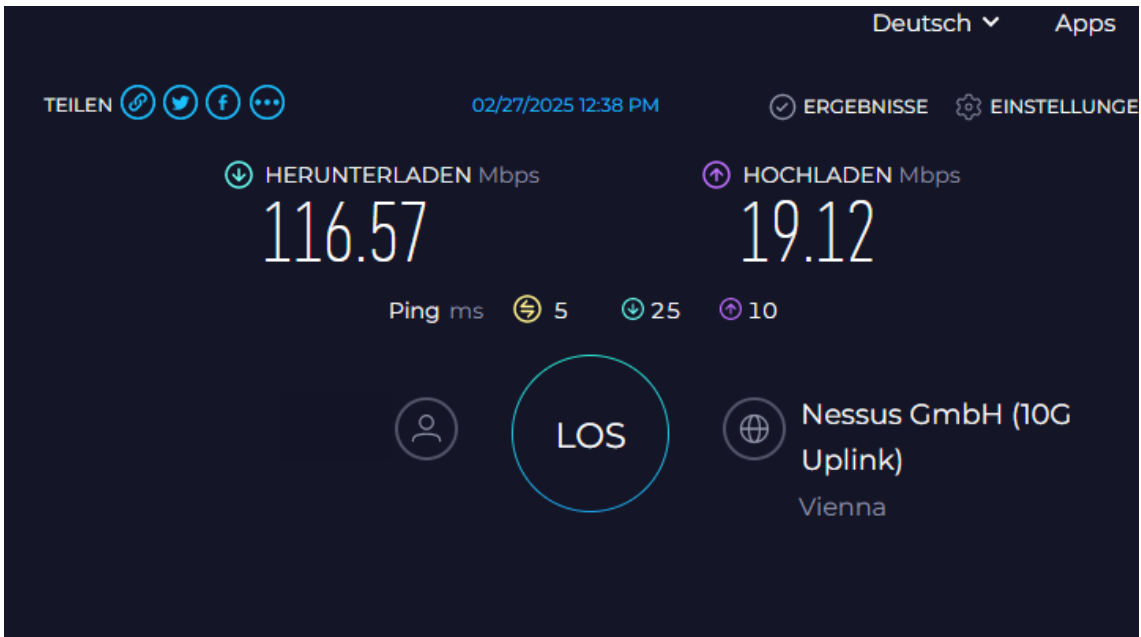 Deutsch Apps
TEILEN 02/27/2025 12:38 PM ERGEBNISSE EINSTELLUNGE
HERUNTERLADEN Mbps HOCHLADEN Mbps
116.57 19.12
Ping ms 5 25 10
LOS
Nessus GmbH (10G
Uplink)
Vienna